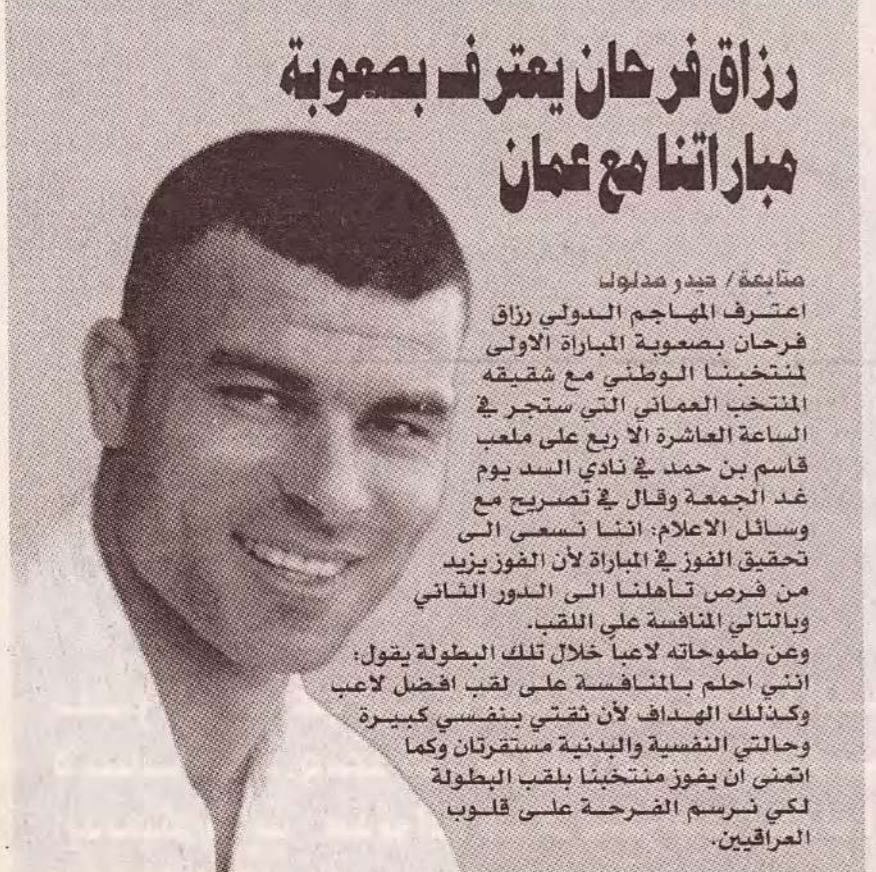 رزاق فرحان يعترف بصعوبة
مباراتنا مع عمان
متابعة / حيدر مدلول
اعترف المهاجم الدولي رزاق
فرحان بصعوبة المباراة الاولى
لمنتخبنا الوطني مع شقيقه
المنتخب العماني التي ستجر في
الساعة العاشرة الا ربع على ملعب
قاسم بن حمد في نادي السد يوم
غد الجمعة وقال في تصريح مع
وسائل الاعلام: اننا نسعى الى
تحقيق الفوز في المباراة لأن الفوز يزيد
من فرص تأهلنا الى الدور الثاني
وبالتالي المنافسة على اللقب.
وعن طموحاته لاعباً خلال تلك البطولة يقول:
انني احلم بالمنافسة على لقب افضل لاعب
وكذلك الهداف لأن ثقتي بنفسي كبيرة
وحالتي النفسية والبدنية مستقرتان وكما
اتمنى ان يفوز منتخبنا بلقب البطولة
لكي نرسم الفرحة على قلوب
العراقيين.